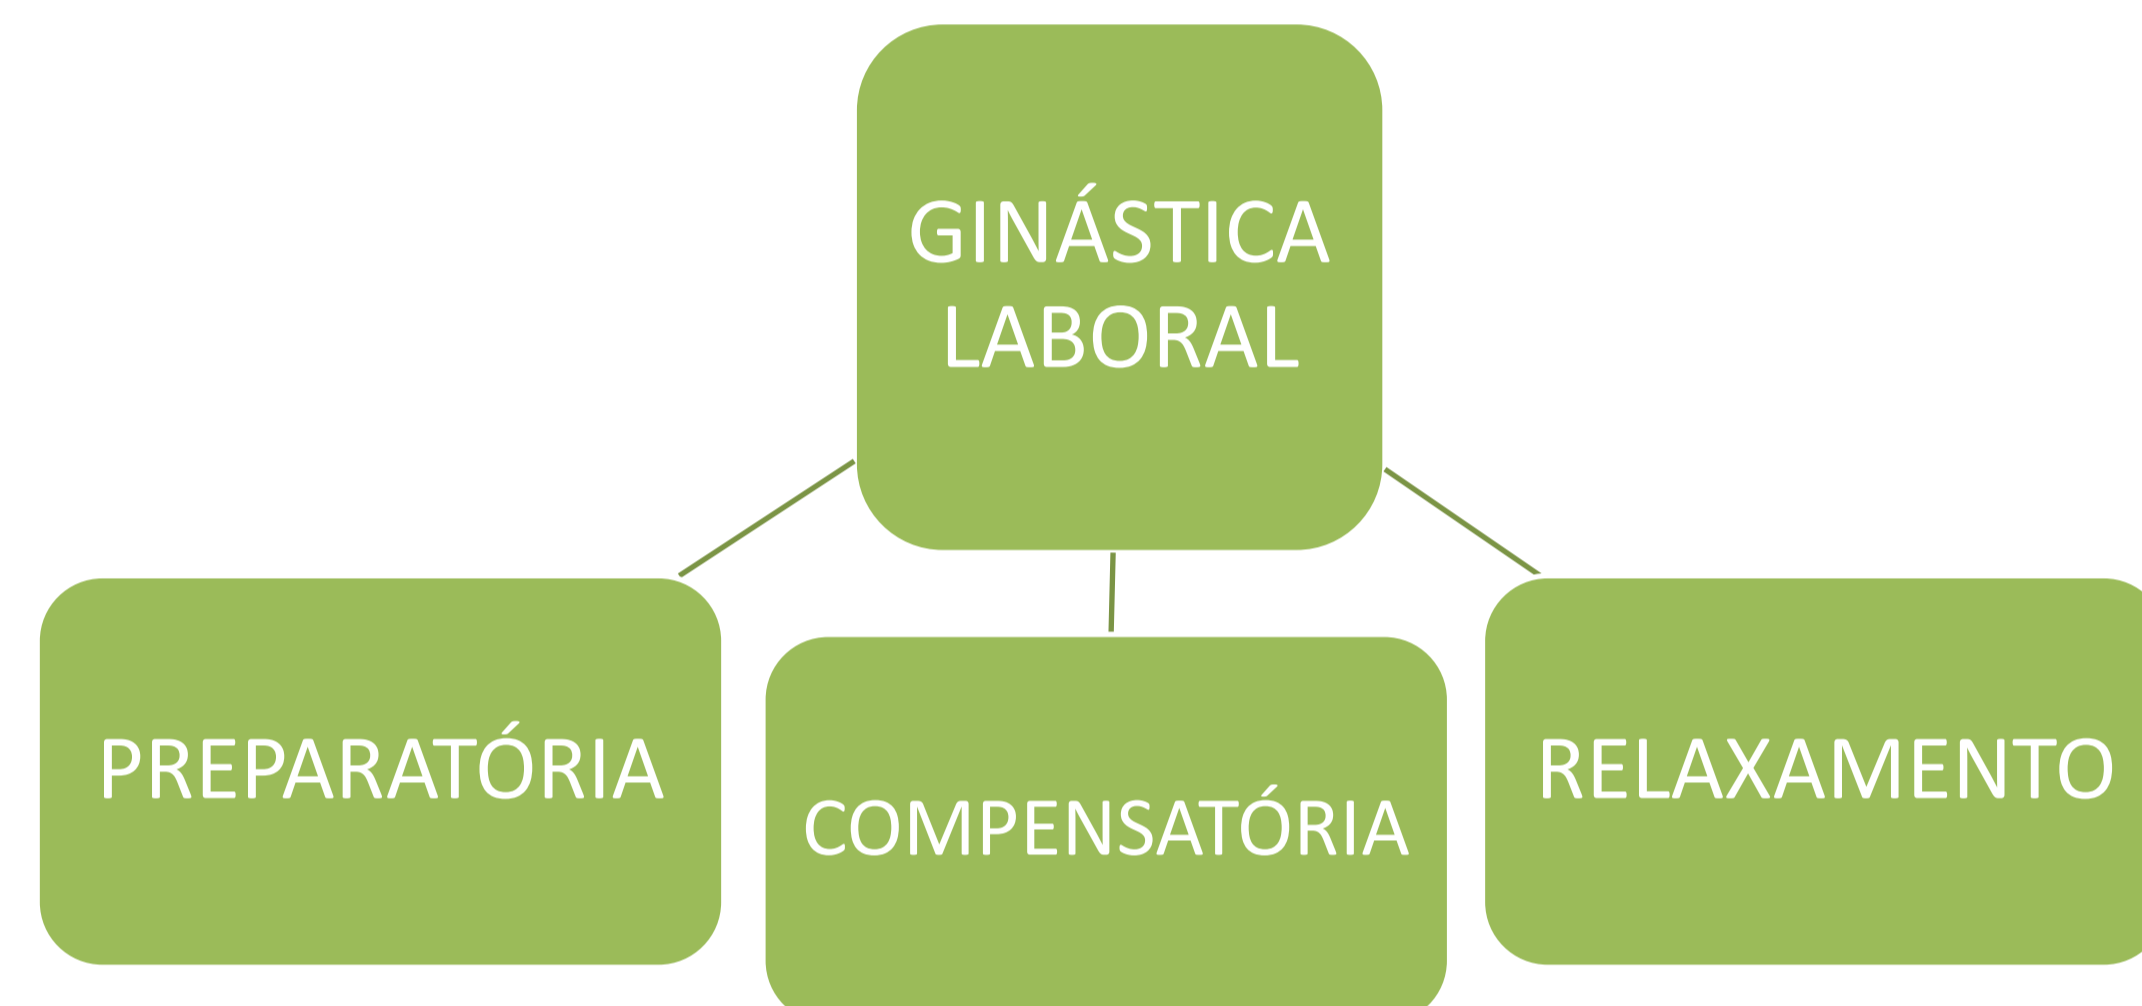 GINÁSTICA
LABORAL
PREPARATÓRIA
COMPENSATÓRIA
RELAXAMENTO